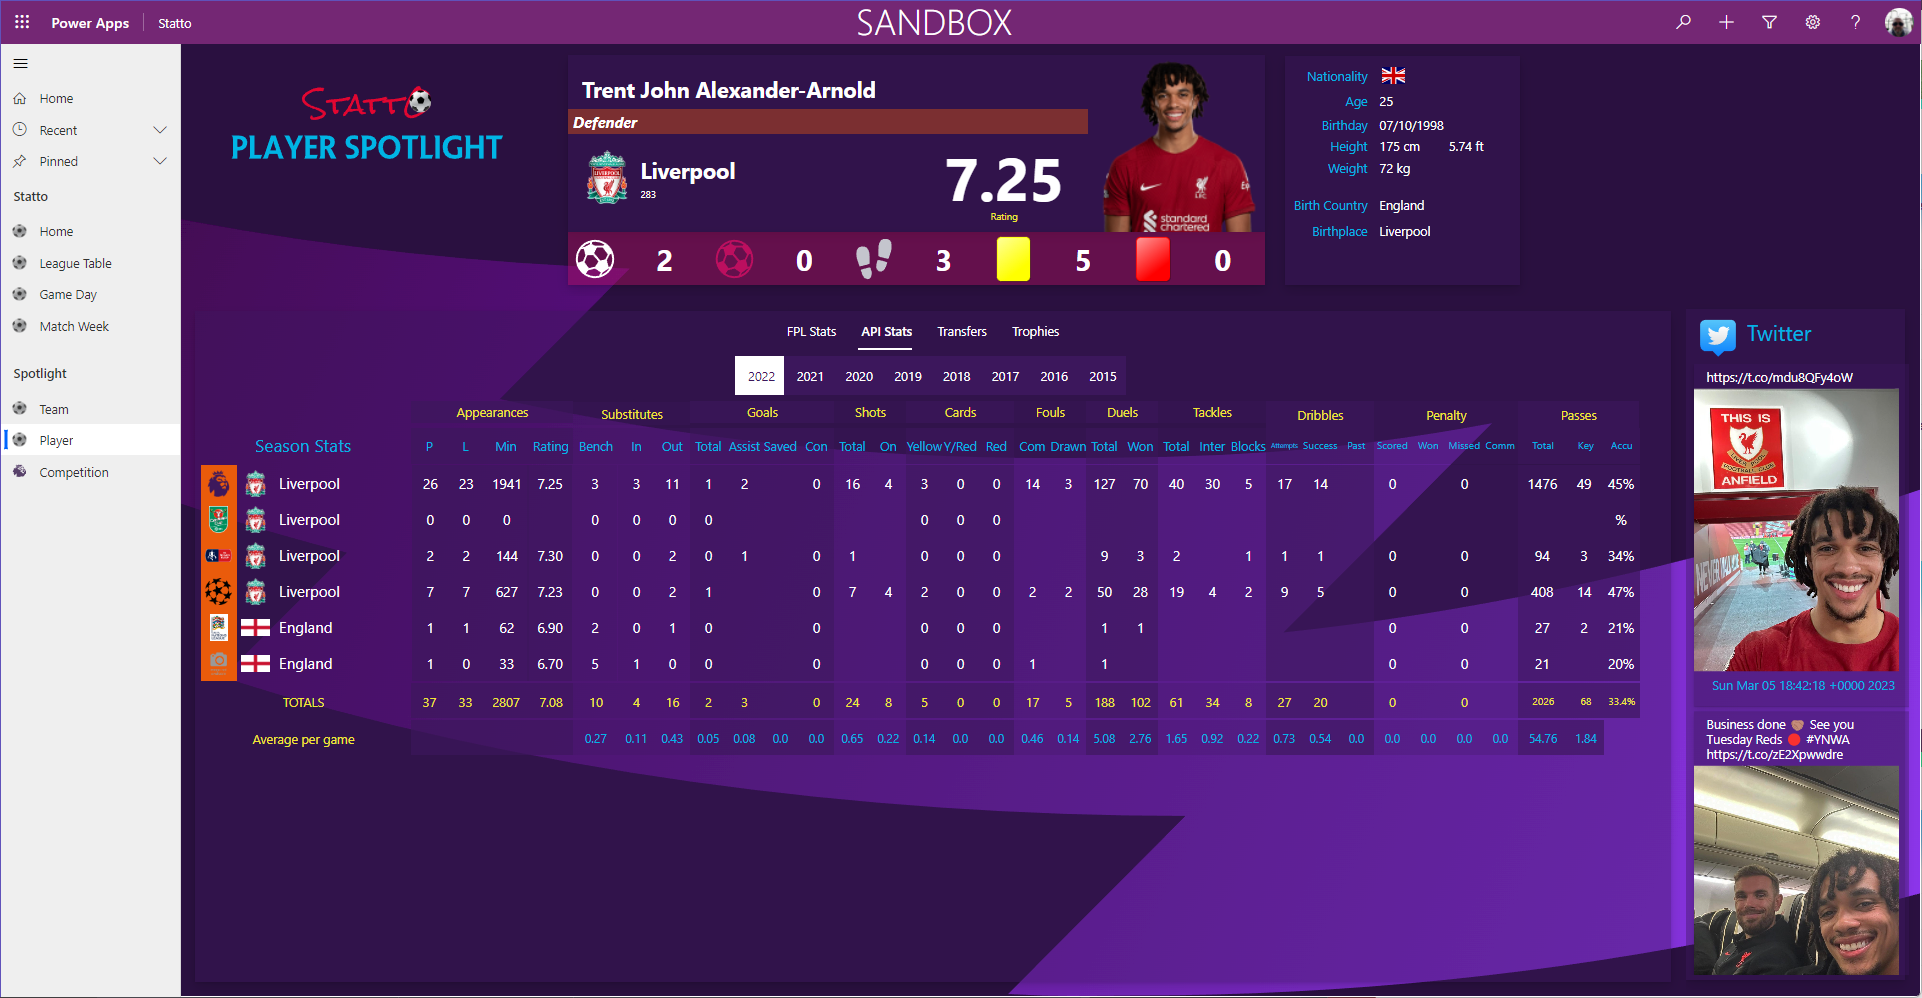 Power Apps
Statto
SANDBOX
Home
Recent
Pinned
Statto
Home
League Table
Game Day
Match Week
Spotlight
Team
Player
Competition
STATTO
PLAYER SPOTLIGHT
Trent John Alexander-Arnold
Defender
Liverpool
283
7.25
Rating
standard
chartered
2 0 3 5 0
Nationality
Age 25
Birthday 07/10/1998
Height 175 cm 5.74 ft
Weight 72 kg
Birth Country England
Birthplace Liverpool
FPL Stats API Stats Transfers Trophies
2022 2021 2020 2019 2018 2017 2016 2015
Appearances Substitutes Goals Shots Cards Fouls Duels Tackles Dribbles Penalty Passes
Season Stats P L Min Rating Bench In Out Total Assist Saved Con Total On Yellow Y/Red Red Com Drawn Total Won Total Inter Blocks Attempts Success Past Scored Won Missed Comm Total Key Accu
Liverpool 26 23 1941 7.25 3 3 11 1 2 0 16 4 3 0 0 14 3 127 70 40 30 5 17 14 0 0 1476 49 45%
Liverpool 0 0 0 0 0 0 0 0 0 0 %
Liverpool 2 2 144 7.30 0 0 2 0 1 0 1 0 0 0 9 3 2 1 1 1 0 0 94 3 34%
Liverpool 7 7 627 7.23 0 0 2 1 0 7 4 2 0 0 2 2 50 28 19 4 2 9 5 0 0 408 14 47%
England 1 1 62 6.90 2 0 1 0 0 0 0 0 1 1 0 0 27 2 21%
England 1 0 33 6.70 5 1 0 0 0 0 0 0 1 1 0 0 21 20%
TOTALS 37 33 2807 7.08 10 4 16 2 3 0 24 8 5 0 0 17 5 188 102 61 34 8 27 20 0 0 2026 68 33.4%
Average per game 0.27 0.11 0.43 0.05 0.08 0.0 0.0 0.65 0.22 0.14 0.0 0.0 0.46 0.14 5.08 2.76 1.65 0.92 0.22 0.73 0.54 0.0 0.0 0.0 0.0 0.0 54.76 1.84
Twitter
https://t.co/mdu8QFy4oW
THIS IS
ANFIELD
Sun Mar 05 18:42:18 +0000 2023
Business done 🤝🏽 See you
Tuesday Reds 🔴 #YNWA
https://t.co/zE2Xpwwdre